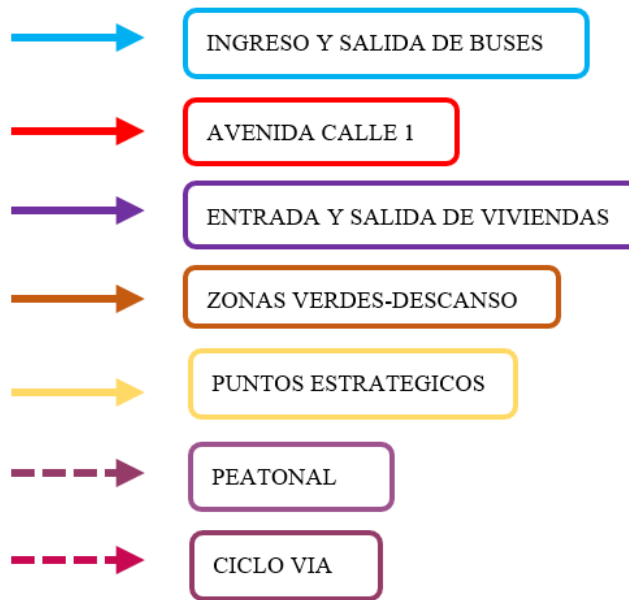 INGRESO Y SALIDA DE BUSES
AVENIDA CALLE 1
ENTRADA Y SALIDA DE VIVIENDAS
ZONAS VERDES-DESCANSO
PUNTOS ESTRATEGICOS
PEATONAL
CICLO VIA